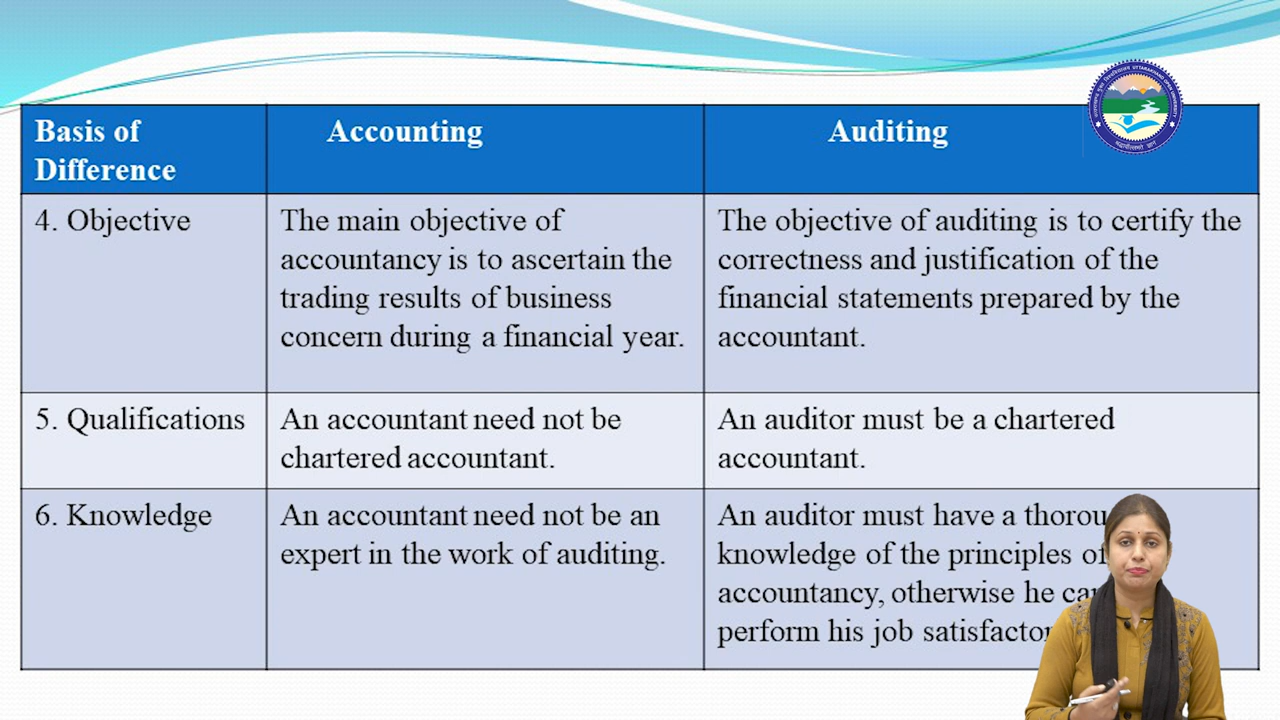 Basis of
Difference
Accounting
Auditing
4. Objective
The main objective of
accountancy is to ascertain the
trading results of business
concern during a financial year.
The objective of auditing is to certify the
correctness and justification of the
financial statements prepared by the
accountant.
5. Qualifications
An accountant need not be
chartered accountant.
An auditor must be a chartered
accountant.
6. Knowledge
An accountant need not be an
expert in the work of auditing.
An auditor must have a
knowledge of the principles of
accountancy, otherwise he
perform his job